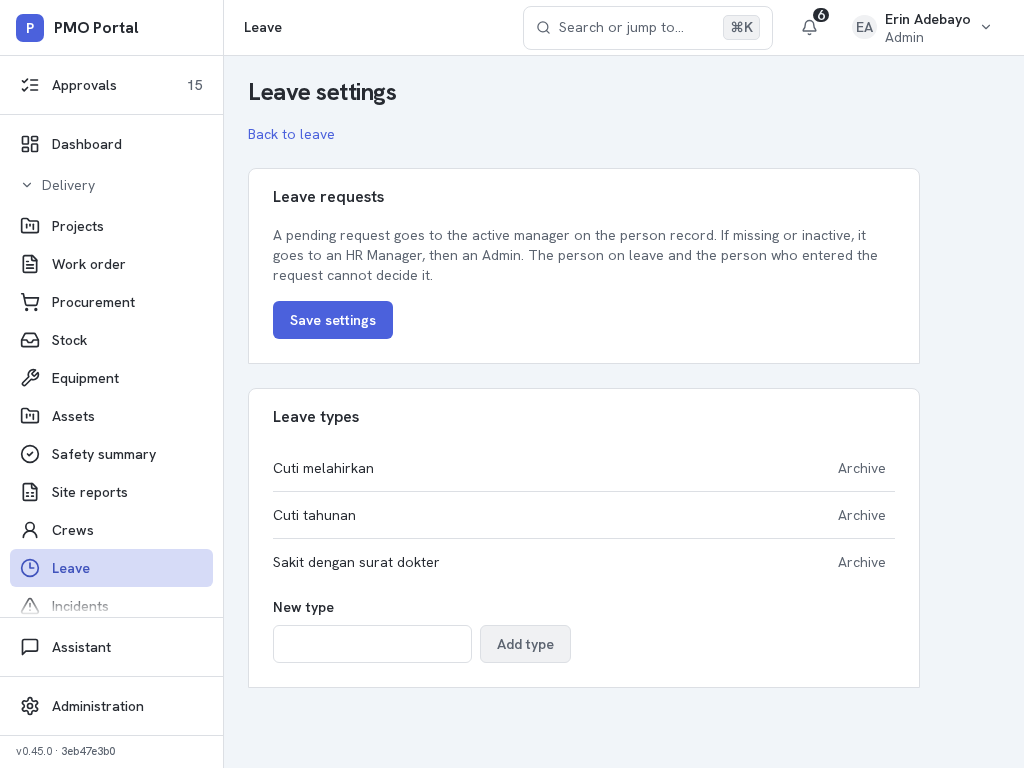 P PMO Portal
Leave
Search or jump to... ⌘K
6
EA
Erin Adebayo
Admin
Approvals 15
Dashboard
Delivery
Projects
Work order
Procurement
Stock
Equipment
Assets
Safety summary
Site reports
Crews
Leave
Incidents
Assistant
Administration
v0.45.0 · 3eb47e3b0
Leave settings
Back to leave
Leave requests
A pending request goes to the active manager on the person record. If missing or inactive, it
goes to an HR Manager, then an Admin. The person on leave and the person who entered the
request cannot decide it.
Save settings
Leave types
Cuti melahirkan Archive
Cuti tahunan Archive
Sakit dengan surat dokter Archive
New type
Add type